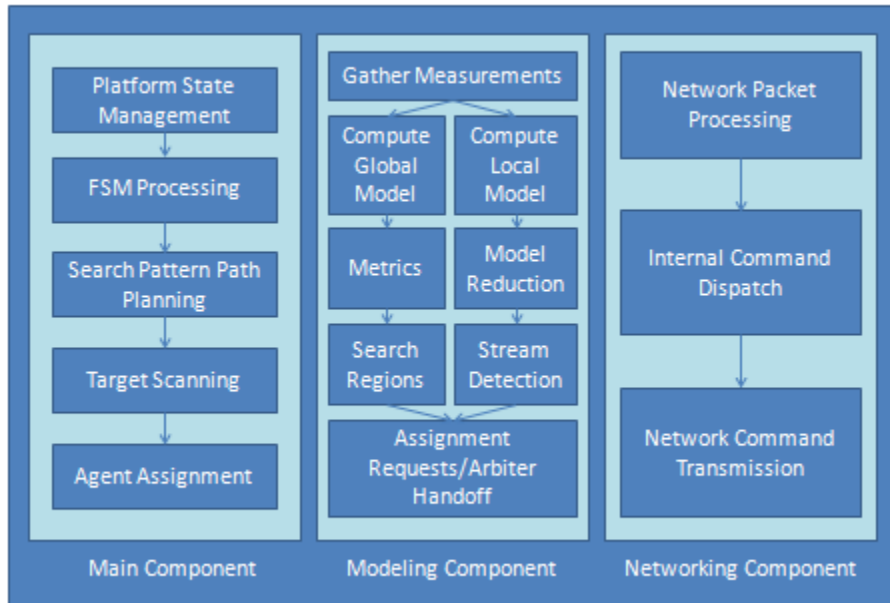 Platform State
Management
FSM Processing
Search Pattern Path
Planning
Target Scanning
Agent Assignment
Main Component
Gather Measurements
Compute
Global
Model
Compute
Local
Model
Metrics
Model
Reduction
Search
Regions
Stream
Detection
Assignment
Requests/Arbiter
Handoff
Modeling Component
Network Packet
Processing
Internal Command
Dispatch
Network Command
Transmission
Networking Component